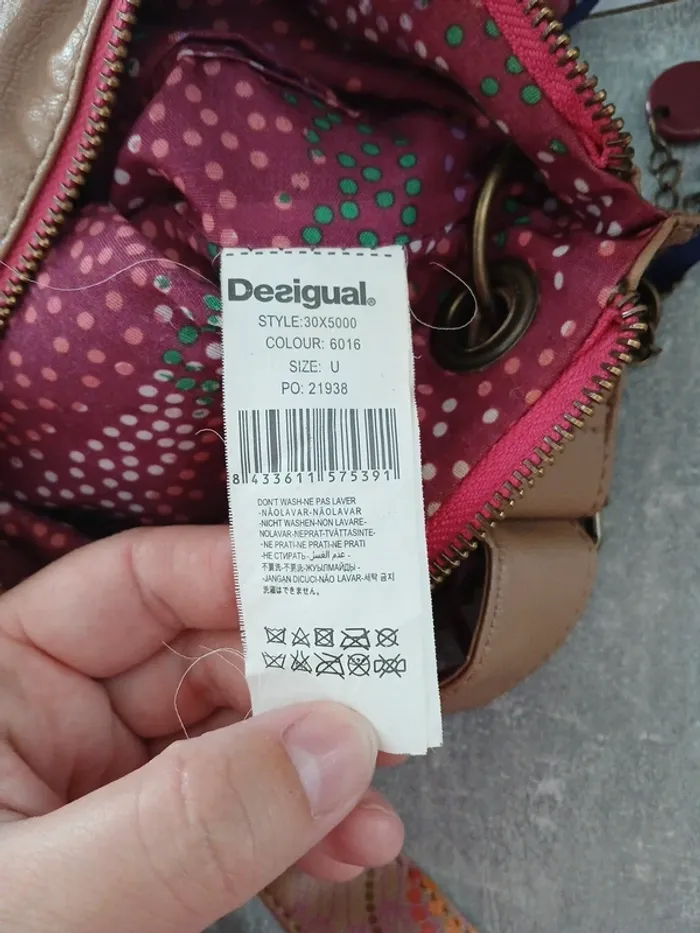 Desigual®
STYLE:30X5000
COLOUR: 6016
SIZE: U
PO: 21938
8 433611 575391
DON'T WASH-NE PAS LAVER
-NÃOLAVAR-NÃOLAVAR
-NICHT WASHEN-NON LAVARE-
NOLAVAR-NEPRAT-TVÄTTASINTE-
-NE PRATI-NE PRATI-NE PRATI
-НЕ СТИРАТЬ- عدم الغسل -
不要洗-不要洗-ЖУЫЛМАЙДЫ-
-JANGAN DICUCI-NÃO LAVAR-세탁 금지
洗濯はできません。